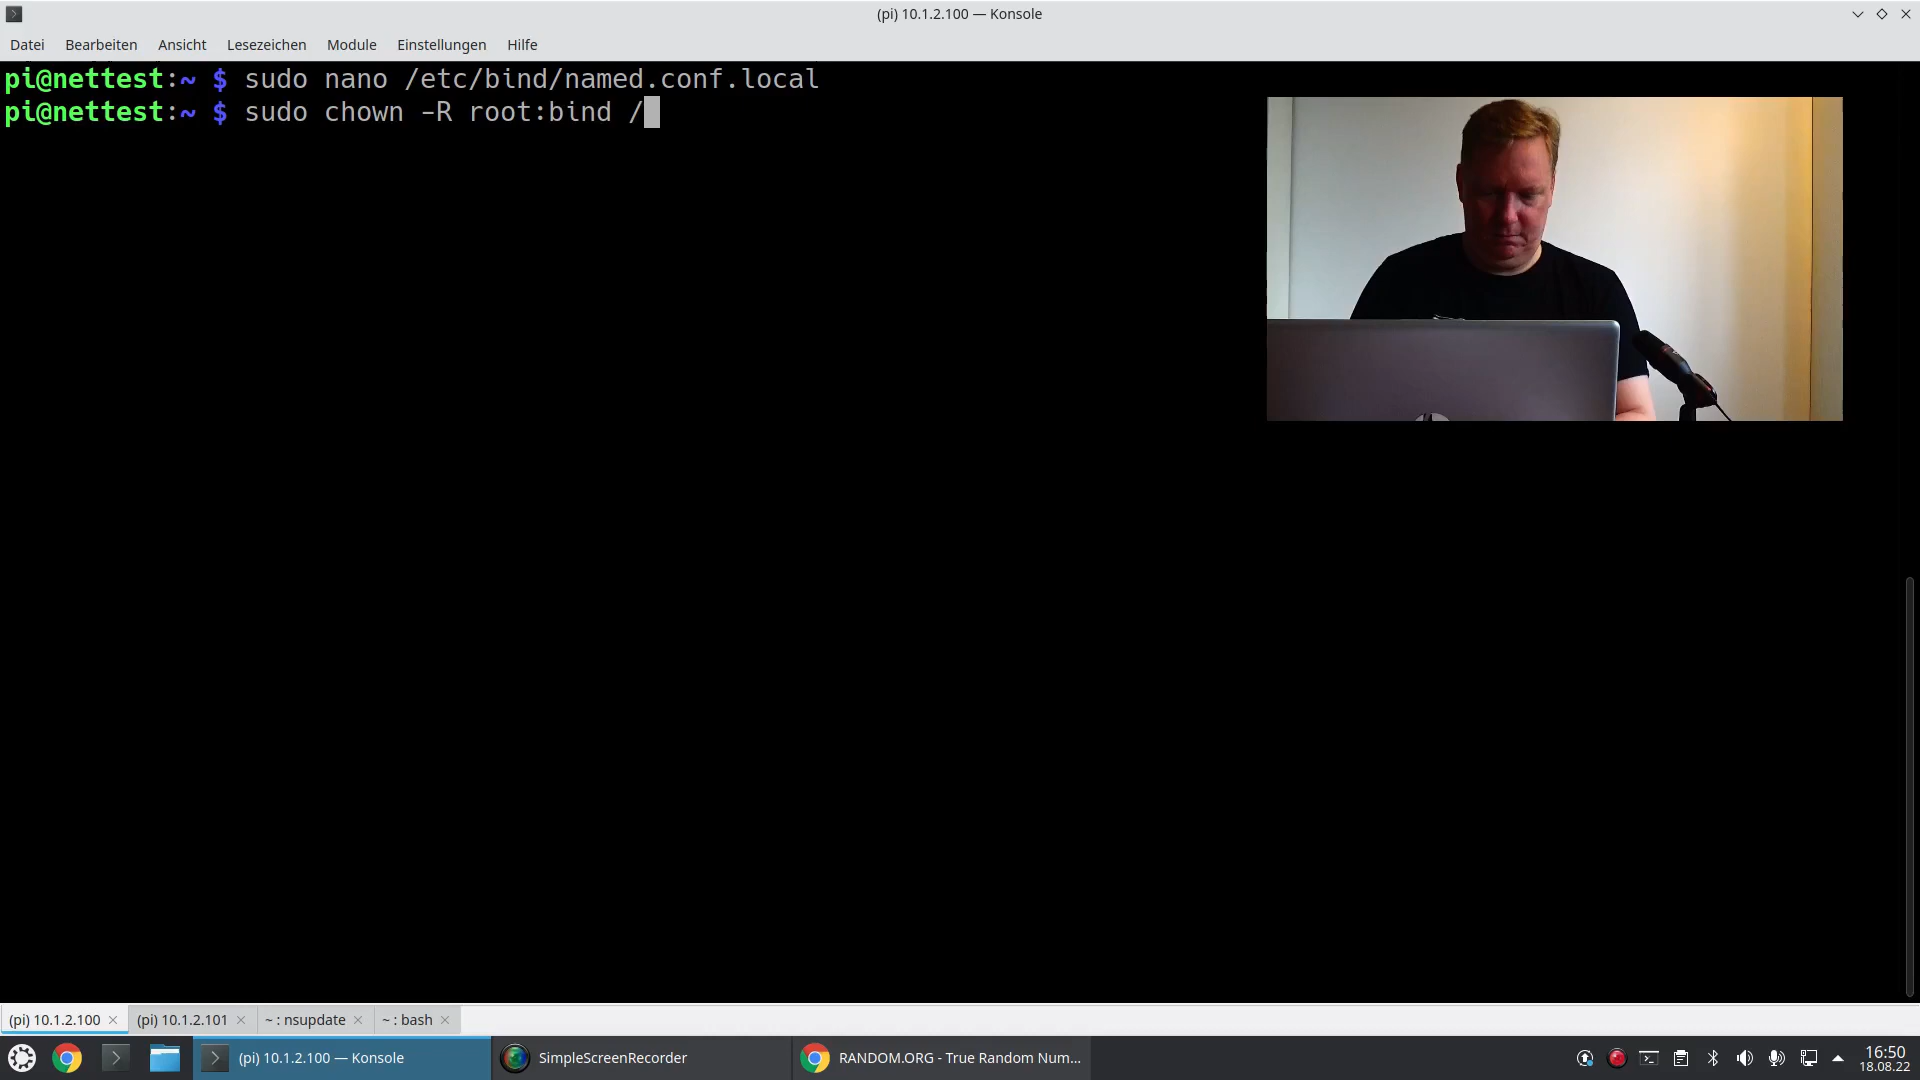 (pi) 10.1.2.100 — Konsole
Datei Bearbeiten Ansicht Lesezeichen Module Einstellungen Hilfe
pi@nettest:~ $ sudo nano /etc/bind/named.conf.local
pi@nettest:~ $ sudo chown -R root:bind /
(pi) 10.1.2.100 (pi) 10.1.2.101 ~ : nsupdate ~ : bash
(pi) 10.1.2.100 — Konsole SimpleScreenRecorder RANDOM.ORG - True Random Num... 16:50
18.08.22